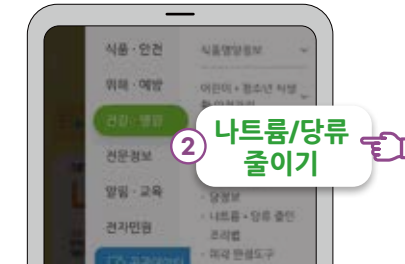 식품·안전
위해·예방
건강·영양
전문정보
알림·교육
전자민원
식품영양정보
어린이·청소년 식생
②
나트륨/당류
줄이기
당정보
나트륨·당류 줄인
조리법
미각 판정도구